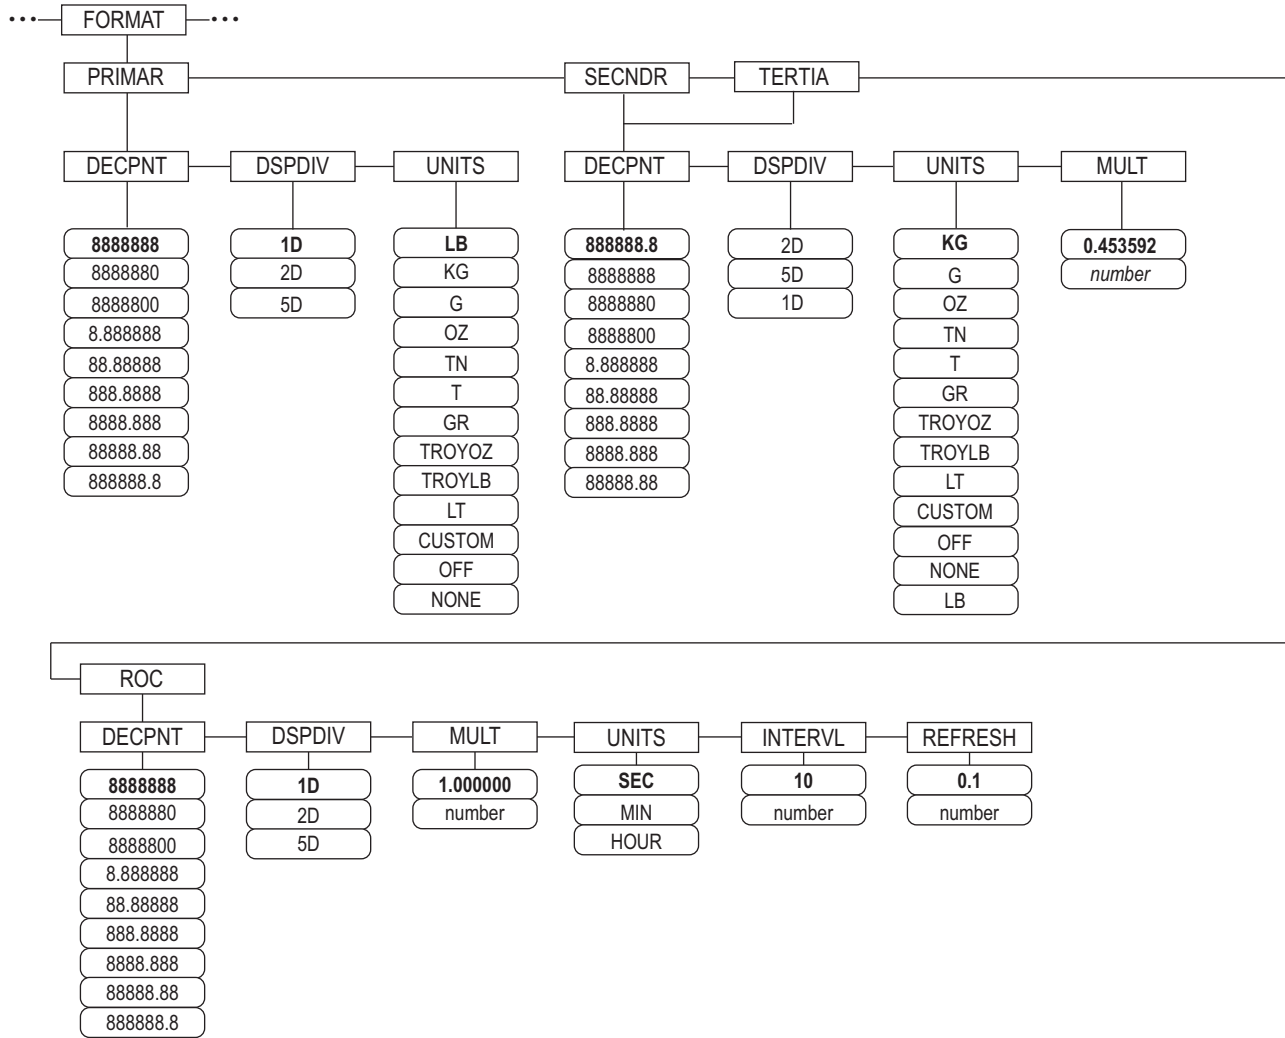 ••• FORMAT •••
PRIMAR SECNDR TERTIA
DECPNT DSPDIV UNITS DECPNT DSPDIV UNITS MULT
8888888 1D LB 888888.8 2D KG 0.453592
8888880 2D KG 8888888 5D G number
8888800 5D G 8888880 1D OZ
8.888888 OZ 8888800 TN
88.88888 TN 8.888888 T
888.8888 T 88.88888 GR
8888.888 GR 888.8888 TROYOZ
88888.88 TROYOZ 8888.888 TROYLB
888888.8 TROYLB 88888.88 LT
LT CUSTOM
CUSTOM OFF
OFF NONE
NONE LB
ROC
DECPNT DSPDIV MULT UNITS INTERVL REFRESH
8888888 1D 1.000000 SEC 10 0.1
8888880 2D number MIN number number
8888800 5D HOUR
8.888888
88.88888
888.8888
8888.888
88888.88
888888.8